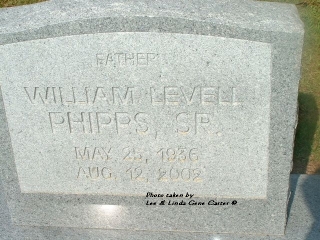 FATHER
WILLIAM LEVELL
PHIPPS, SR.
MAY 25, 1936
AUG. 12, 2002
Photo taken by
Lee & Linda Gene Carter ©